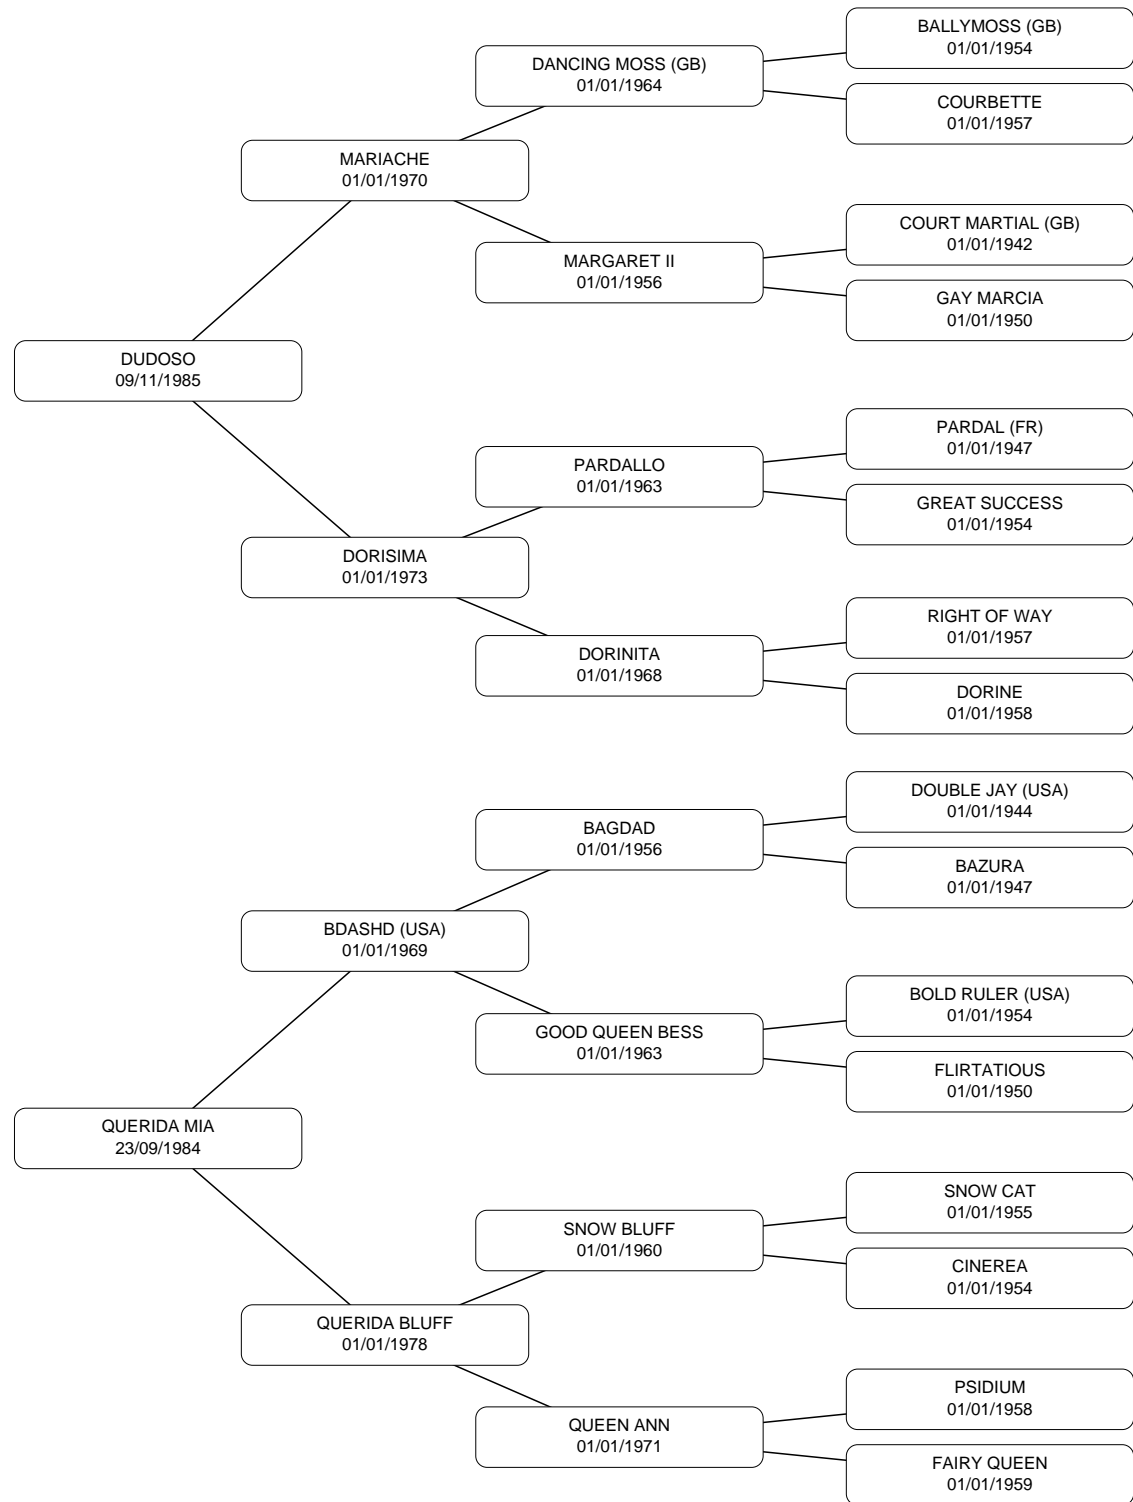 BALLYMOSS (GB)
01/01/1954
DANCING MOSS (GB)
01/01/1964
COURBETTE
01/01/1957
MARIACHE
01/01/1970
COURT MARTIAL (GB)
01/01/1942
MARGARET II
01/01/1956
GAY MARCIA
01/01/1950
DUDOSO
09/11/1985
PARDAL (FR)
01/01/1947
PARDALLO
01/01/1963
GREAT SUCCESS
01/01/1954
DORISIMA
01/01/1973
RIGHT OF WAY
01/01/1957
DORINITA
01/01/1968
DORINE
01/01/1958
DOUBLE JAY (USA)
01/01/1944
BAGDAD
01/01/1956
BAZURA
01/01/1947
BDASHD (USA)
01/01/1969
BOLD RULER (USA)
01/01/1954
GOOD QUEEN BESS
01/01/1963
FLIRTATIOUS
01/01/1950
QUERIDA MIA
23/09/1984
SNOW CAT
01/01/1955
SNOW BLUFF
01/01/1960
CINEREA
01/01/1954
QUERIDA BLUFF
01/01/1978
PSIDIUM
01/01/1958
QUEEN ANN
01/01/1971
FAIRY QUEEN
01/01/1959